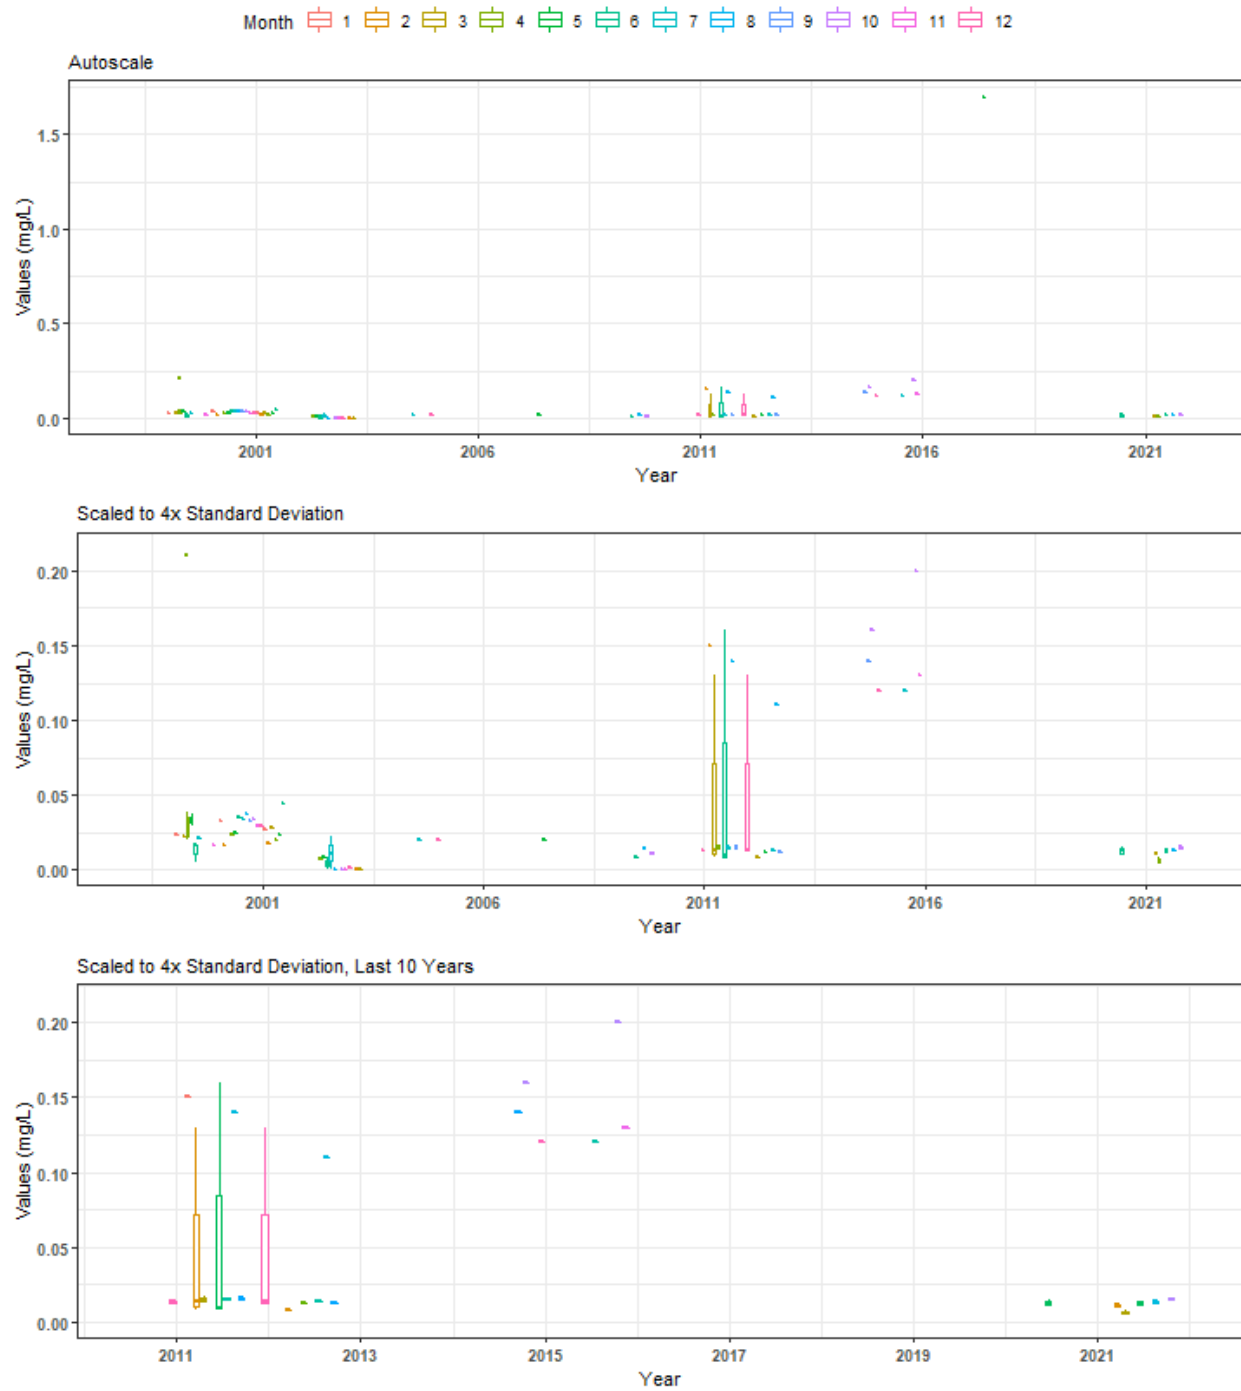 Month 1 2 3 4 5 6 7 8 9 10 11 12
Autoscale
Values (mg/L)
1.5
1.0
0.5
0.0
2001 2006 2011 2016 2021
Year
Scaled to 4x Standard Deviation
Values (mg/L)
0.20
0.15
0.10
0.05
0.00
2001 2006 2011 2016 2021
Year
Scaled to 4x Standard Deviation, Last 10 Years
Values (mg/L)
0.20
0.15
0.10
0.05
0.00
2011 2013 2015 2017 2019 2021
Year